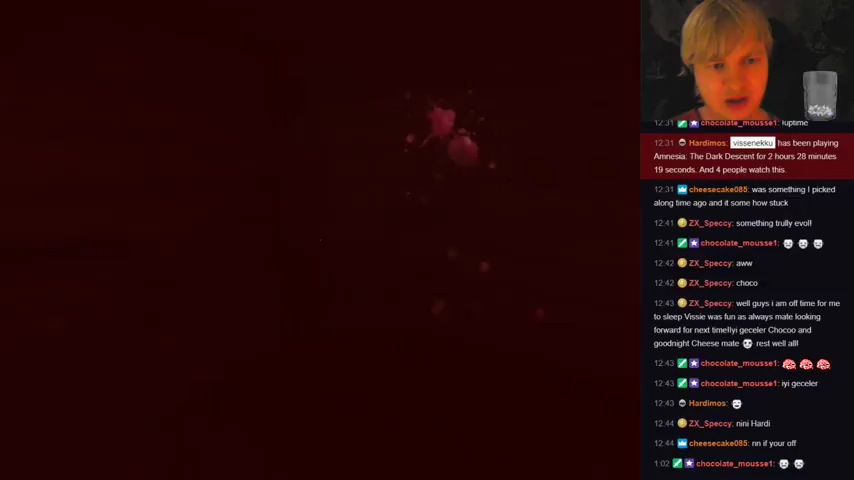 12:31 chocolate_mousse1: !uptime
12:31 Hardimos: vissenekku has been playing
Amnesia: The Dark Descent for 2 hours 28 minutes
19 seconds. And 4 people watch this.
12:31 cheesecake085: was something I picked
along time ago and it some how stuck
12:41 ZX_Speccy: something trully evol!
12:41 chocolate_mousse1:
12:42 ZX_Speccy: aww
12:42 ZX_Speccy: choco
12:43 ZX_Speccy: well guys i am off time for me
to sleep Vissie was fun as always mate looking
forward for next time!Iyi geceler Chocoo and
goodnight Cheese mate rest well all!
12:43 chocolate_mousse1:
12:43 chocolate_mousse1: iyi geceler
12:43 Hardimos:
12:44 ZX_Speccy: nini Hardi
12:44 cheesecake085: nn if your off
1:02 chocolate_mousse1: